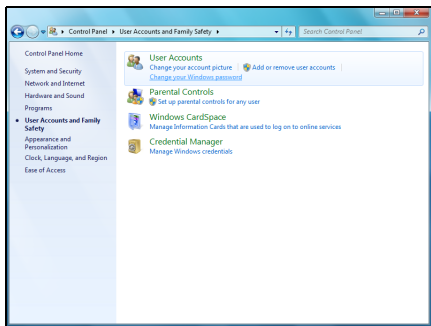 Control Panel ▸ User Accounts and Family Safety ▸
Search Control Panel
Control Panel Home
System and Security
Network and Internet
Hardware and Sound
Programs
User Accounts and Family
Safety
Appearance and
Personalization
Clock, Language, and Region
Ease of Access
User Accounts
Change your account picture
Add or remove user accounts
Change your Windows password
Parental Controls
Set up parental controls for any user
Windows CardSpace
Manage Information Cards that are used to log on to online services
Credential Manager
Manage Windows credentials